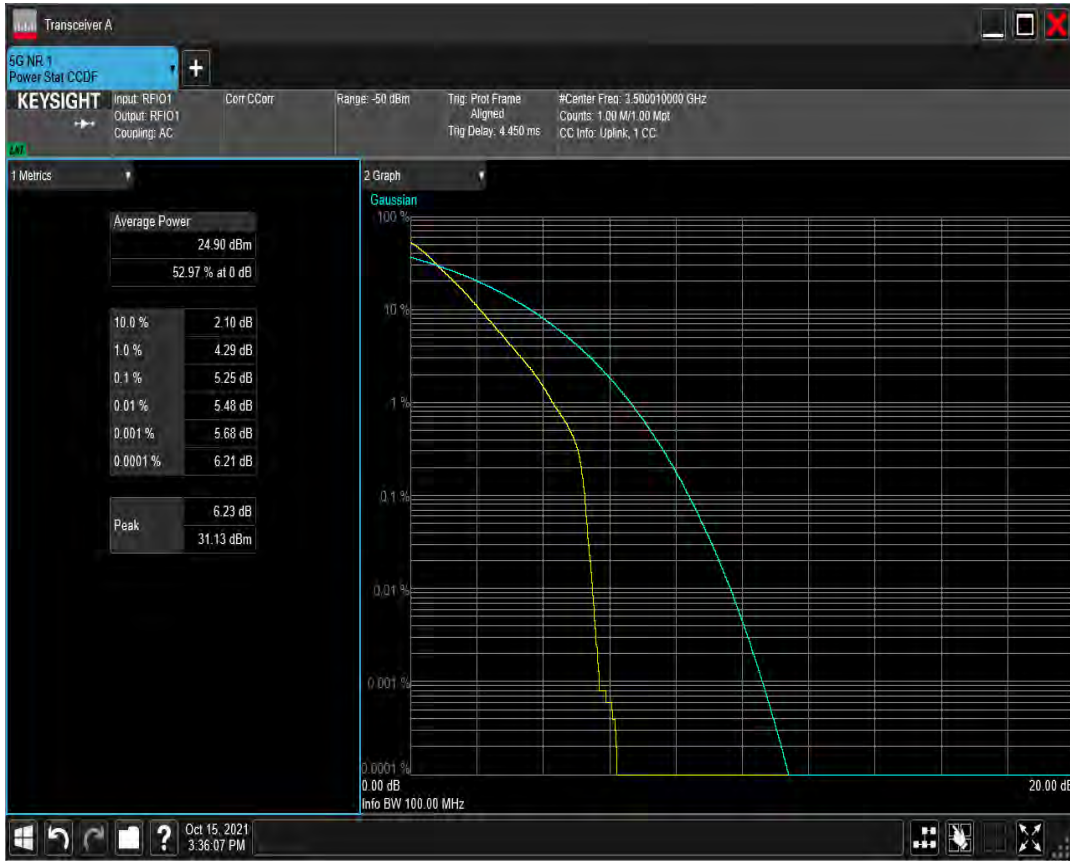 Transceiver A
5G NR 1
Power Stat CCDF
+
KEYSIGHT
Input: RFIO1
Output: RFIO1
Coupling: AC
Corr CCorr
Range: -50 dBm
Trig: Prot Frame
Aligned
Trig Delay: 4.450 ms
#Center Freq: 3.500010000 GHz
Counts: 1.00 M/1.00 Mpt
CC Info: Uplink, 1 CC
1 Metrics
Average Power
24.90 dBm
52.97 % at 0 dB
10.0 % 2.10 dB
1.0 % 4.29 dB
0.1 % 5.25 dB
0.01 % 5.48 dB
0.001 % 5.68 dB
0.0001 % 6.21 dB
Peak 6.23 dB
31.13 dBm
2 Graph
Gaussian
100 %
10 %
1 %
0.1 %
0.01 %
0.001 %
0.0001 %
0.00 dB 20.00 dB
Info BW 100.00 MHz
? Oct 15, 2021
3:36:07 PM